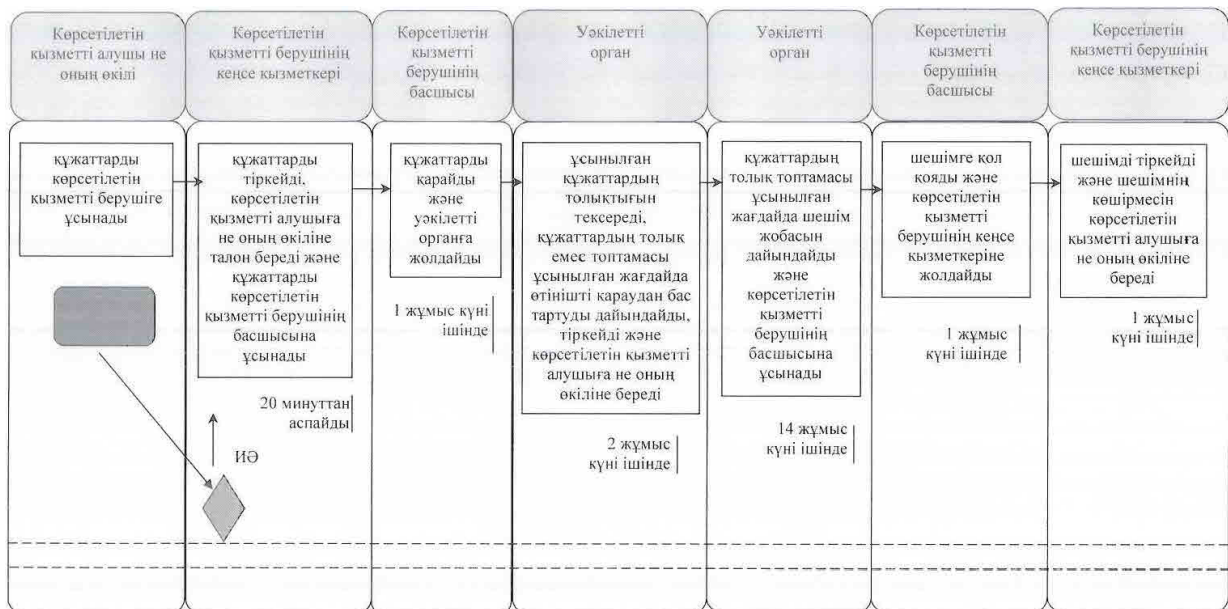 Көрсетілетін
қызметті алушы не
оның өкілі
Көрсетілетін
қызметті берушінің
кеңсе қызметкері
Көрсетілетін
қызметті
берушінің
басшысы
Уәкілетті
орган
Уәкілетті
орган
Көрсетілетін
қызметті
берушінің
басшысы
Көрсетілетін
қызметті берушінің
кеңсе қызметкері
құжаттарды
көрсетілетін
қызметті берушіге
ұсынады
құжаттарды
тіркейді,
көрсетілетін
қызметті алушыға
не оның өкіліне
талон береді және
құжаттарды
көрсетілетін
қызметті берушінің
басшысына
ұсынады
20 минуттан
аспайды
ИӘ
құжаттарды
қарайды
және
уәкілетті
органға
жолдайды
1 жұмыс күні
ішінде
ұсынылған
құжаттардың
толықтығын
тексереді,
құжаттардың толық
емес топтамасы
ұсынылған жағдайда
өтінішті қараудан бас
тартуды дайындайды,
тіркейді және
көрсетілетін қызметті
алушыға не оның
өкіліне береді
2 жұмыс
күні ішінде
құжаттардың
толық топтамасы
ұсынылған
жағдайда шешім
жобасын
дайындайды
және
көрсетілетін
қызметті
берушінің
басшысына
ұсынады
14 жұмыс
күні ішінде
шешімге қол
қояды және
көрсетілетін
қызметті
берушінің кеңсе
қызметкеріне
жолдайды
1 жұмыс
күні ішінде
шешімді тіркейді
және шешімнің
көшірмесін
көрсетілетін
қызметті алушыға
не оның өкіліне
береді
1 жұмыс
күні ішінде